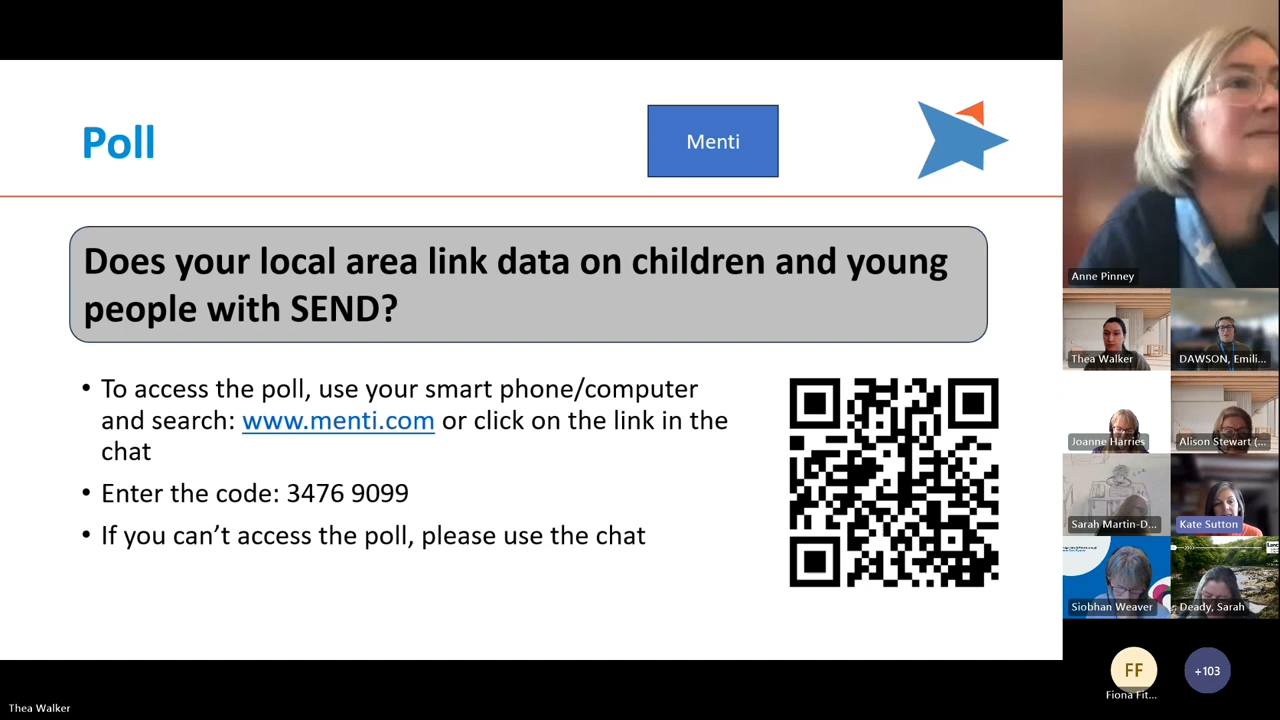 Poll
Menti
Does your local area link data on children and young
people with SEND?
• To access the poll, use your smart phone/computer
and search: www.menti.com or click on the link in the
chat
• Enter the code: 3476 9099
• If you can’t access the poll, please use the chat
Anne Pinney
Thea Walker
DAWSON, Emili...
Joanne Harries
Alison Stewart (...
Sarah Martin-D...
Kate Sutton
Siobhan Weaver
Deady, Sarah
FF
Fiona Fit...
+103
Thea Walker